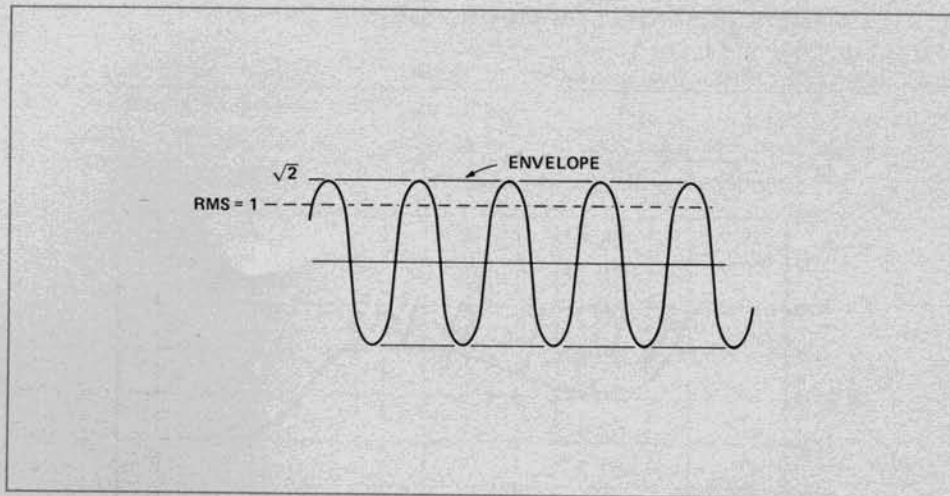 ENVELOPE
√2
RMS = 1